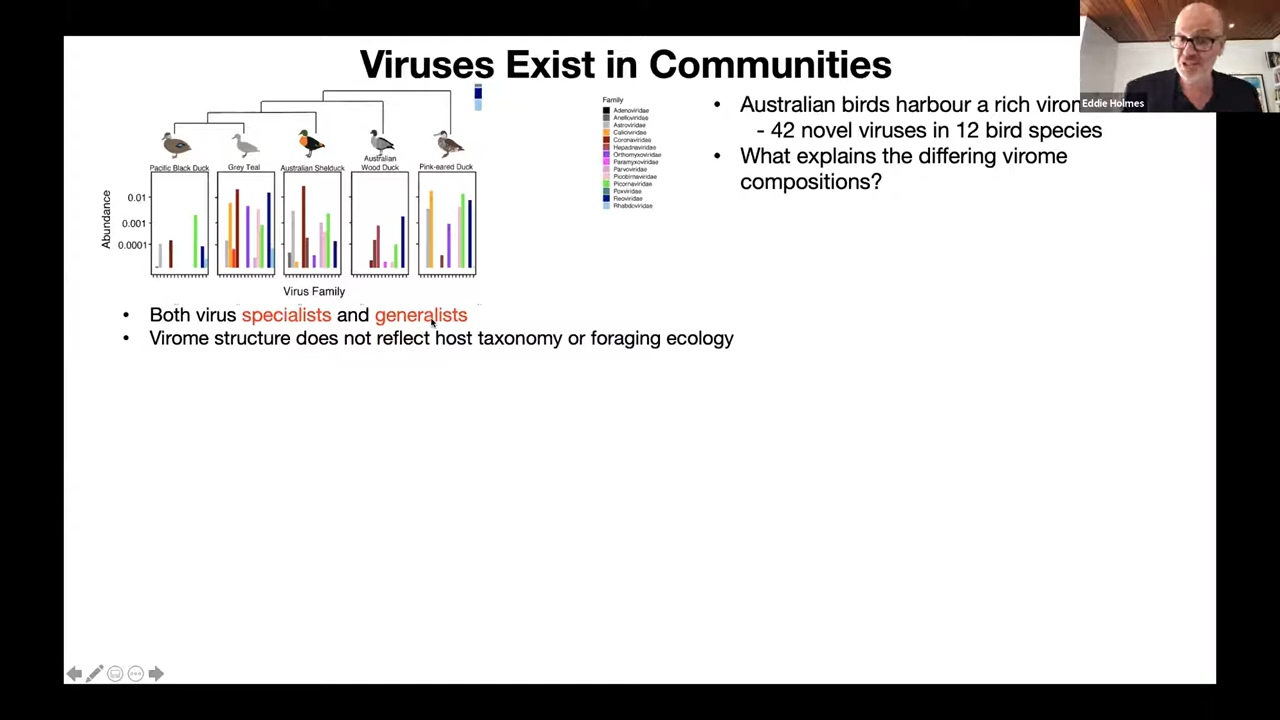 Viruses Exist in Communities
Eddie Holmes
Pacific Black Duck
Grey Teal
Australian Shelduck
Australian
Wood Duck
Pink-eared Duck
Abundance
0.01
0.001
0.0001
Virus Family
Family
Adenoviridae
Anelloviridae
Astroviridae
Caliciviridae
Coronaviridae
Hepadnaviridae
Orthomyxoviridae
Paramyxoviridae
Parvoviridae
Picobirnaviridae
Picornaviridae
Poxviridae
Reoviridae
Rhabdoviridae
• Australian birds harbour a rich
- 42 novel viruses in 12 bird species
• What explains the differing virome
compositions?
• Both virus specialists and generalists
• Virome structure does not reflect host taxonomy or foraging ecology